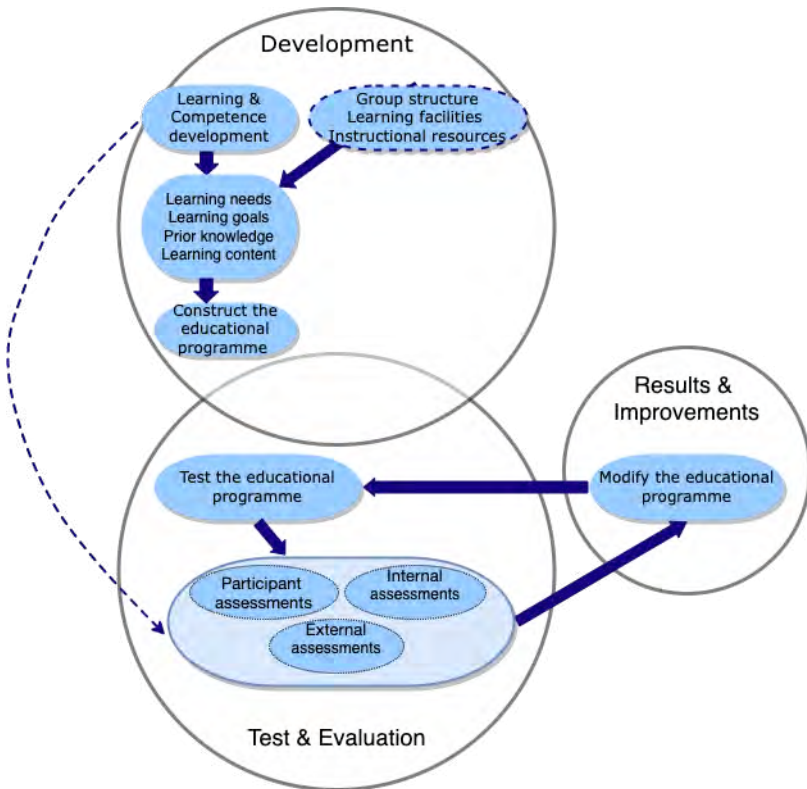 Development
Learning &
Competence
development
Group structure
Learning facilities
Instructional resources
Learning needs
Learning goals
Prior knowledge
Learning content
Construct the
educational
programme
Results &
Improvements
Test the educational
programme
Modify the educational
programme
Participant
assessments
Internal
assessments
External
assessments
Test & Evaluation